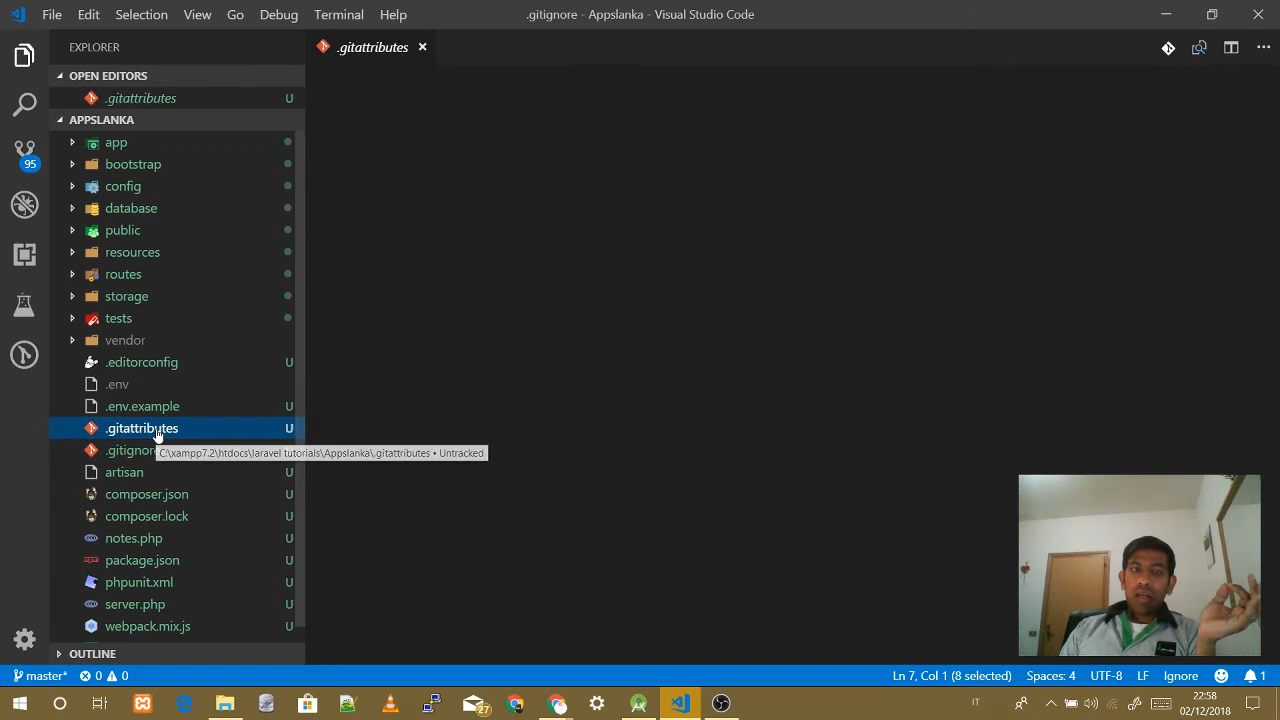 File Edit Selection View Go Debug Terminal Help .gitignore - Appslanka - Visual Studio Code
EXPLORER
.gitattributes
OPEN EDITORS
.gitattributes U
APPSLANKA
app
bootstrap
95
config
database
public
resources
routes
storage
tests
vendor
.editorconfig U
.env
.env.example U
.gitattributes U
.gitignore
C:\xampp7.2\htdocs\laravel tutorials\Appslanka\.gitattributes • Untracked
artisan U
composer.json U
composer.lock U
notes.php U
package.json U
phpunit.xml U
server.php U
webpack.mix.js U
OUTLINE
master* 0 0 Ln 7, Col 1 (8 selected) Spaces: 4 UTF-8 LF Ignore 1
17 IT 22:58
02/12/2018